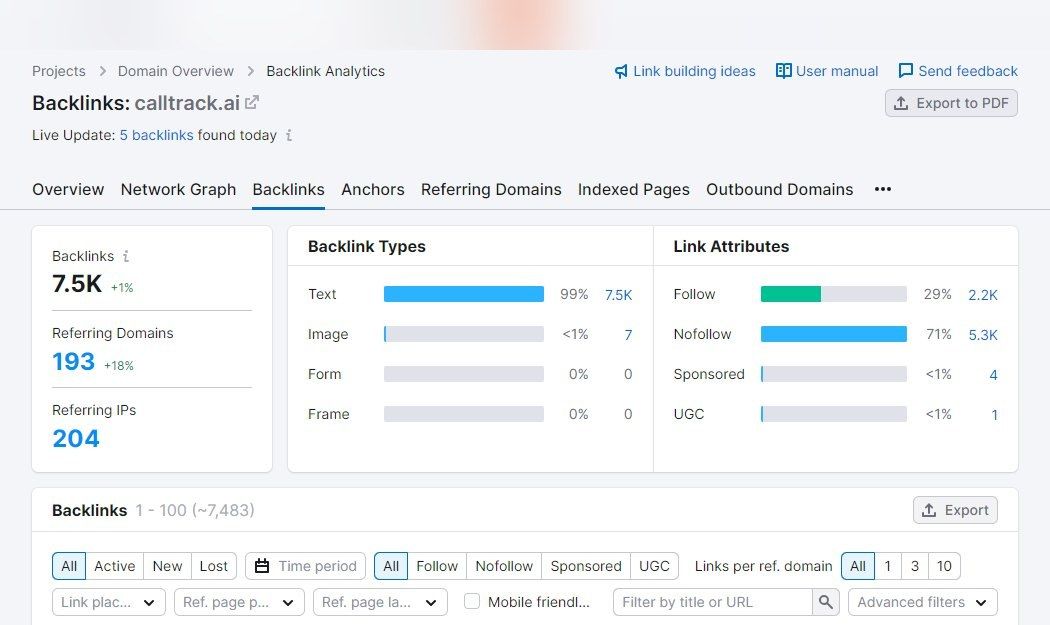 Projects > Domain Overview > Backlink Analytics
Link building ideas User manual Send feedback
Backlinks: calltrack.ai
Export to PDF
Live Update: 5 backlinks found today i
Overview Network Graph Backlinks Anchors Referring Domains Indexed Pages Outbound Domains •••
Backlinks i
7.5K +1%
Referring Domains
193 +18%
Referring IPs
204
Backlink Types
Text 99% 7.5K
Image <1% 7
Form 0% 0
Frame 0% 0
Link Attributes
Follow 29% 2.2K
Nofollow 71% 5.3K
Sponsored <1% 4
UGC <1% 1
Backlinks 1 - 100 (~7,483)
Export
All Active New Lost Time period All Follow Nofollow Sponsored UGC Links per ref. domain All 1 3 10
Link plac... Ref. page p... Ref. page la... Mobile friendl... Filter by title or URL Advanced filters